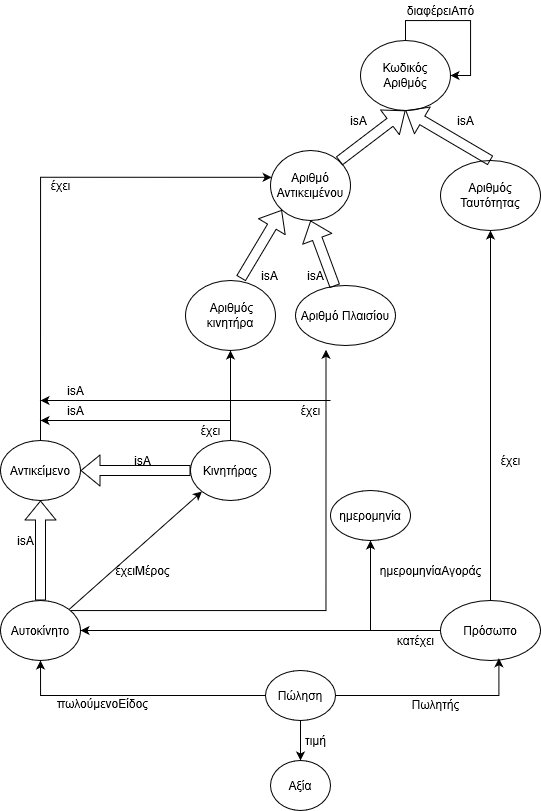 διαφέρειΑπό
Κωδικός
Αριθμός
isA
isA
έχει
Αριθμό
Αντικειμένου
Αριθμός
Ταυτότητας
isA
isA
Αριθμός
κινητήρα
Αριθμό Πλαισίου
isA
έχει
isA
έχει
έχει
Αντικείμενο
isA
Κινητήρας
ημερομηνία
isA
έχειΜέρος
ημερομηνίαΑγοράς
Αυτοκίνητο
Πρόσωπο
κατέχει
πωλούμενοΕίδος
Πώληση
Πωλητής
τιμή
Αξία